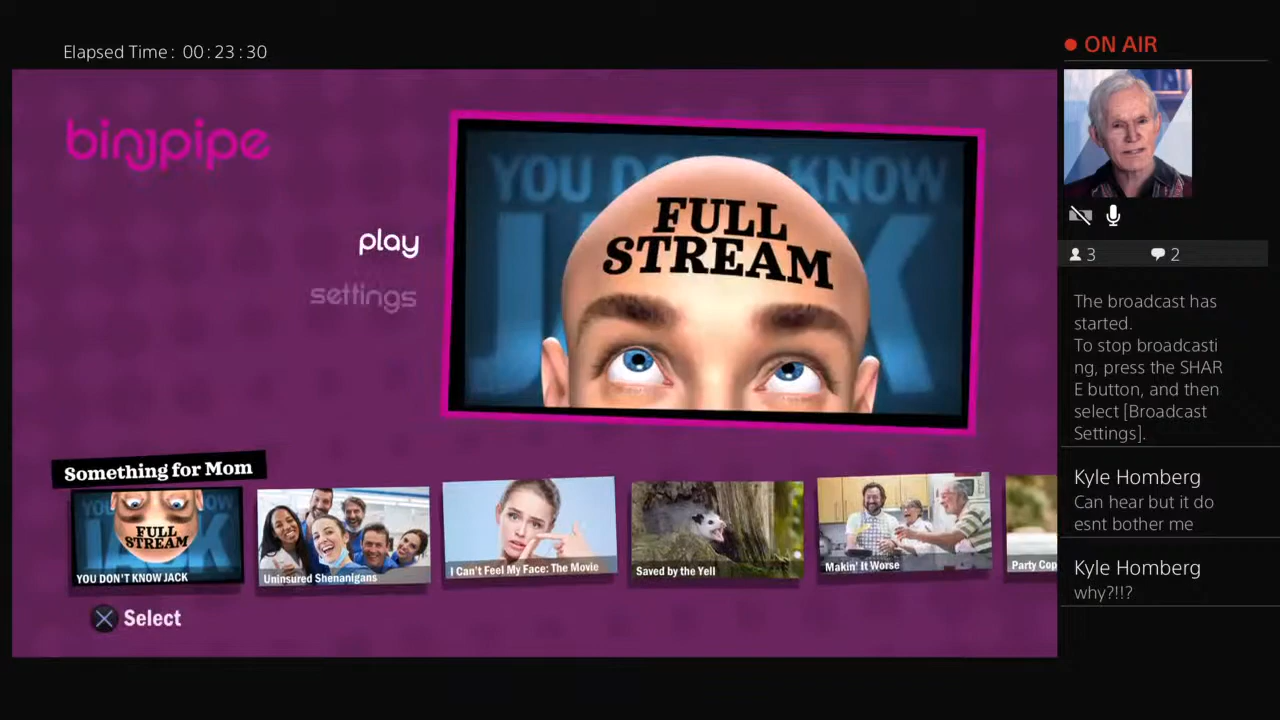 Elapsed Time: 00:23:30
ON AIR
binjpipe
play
settings
YOU DON'T KNOW
JACK
FULL
STREAM
3
2
The broadcast has
started.
To stop broadcasti
ng, press the SHAR
E button, and then
select [Broadcast
Settings].
Kyle Homberg
Can hear but it do
esnt bother me
Kyle Homberg
why?!!?
Something for Mom
FULL
STREAM
YOU DON'T KNOW JACK
Uninsured Shenanigans
I Can't Feel My Face: The Movie
Saved by the Yell
Makin' It Worse
Party Cop
Select